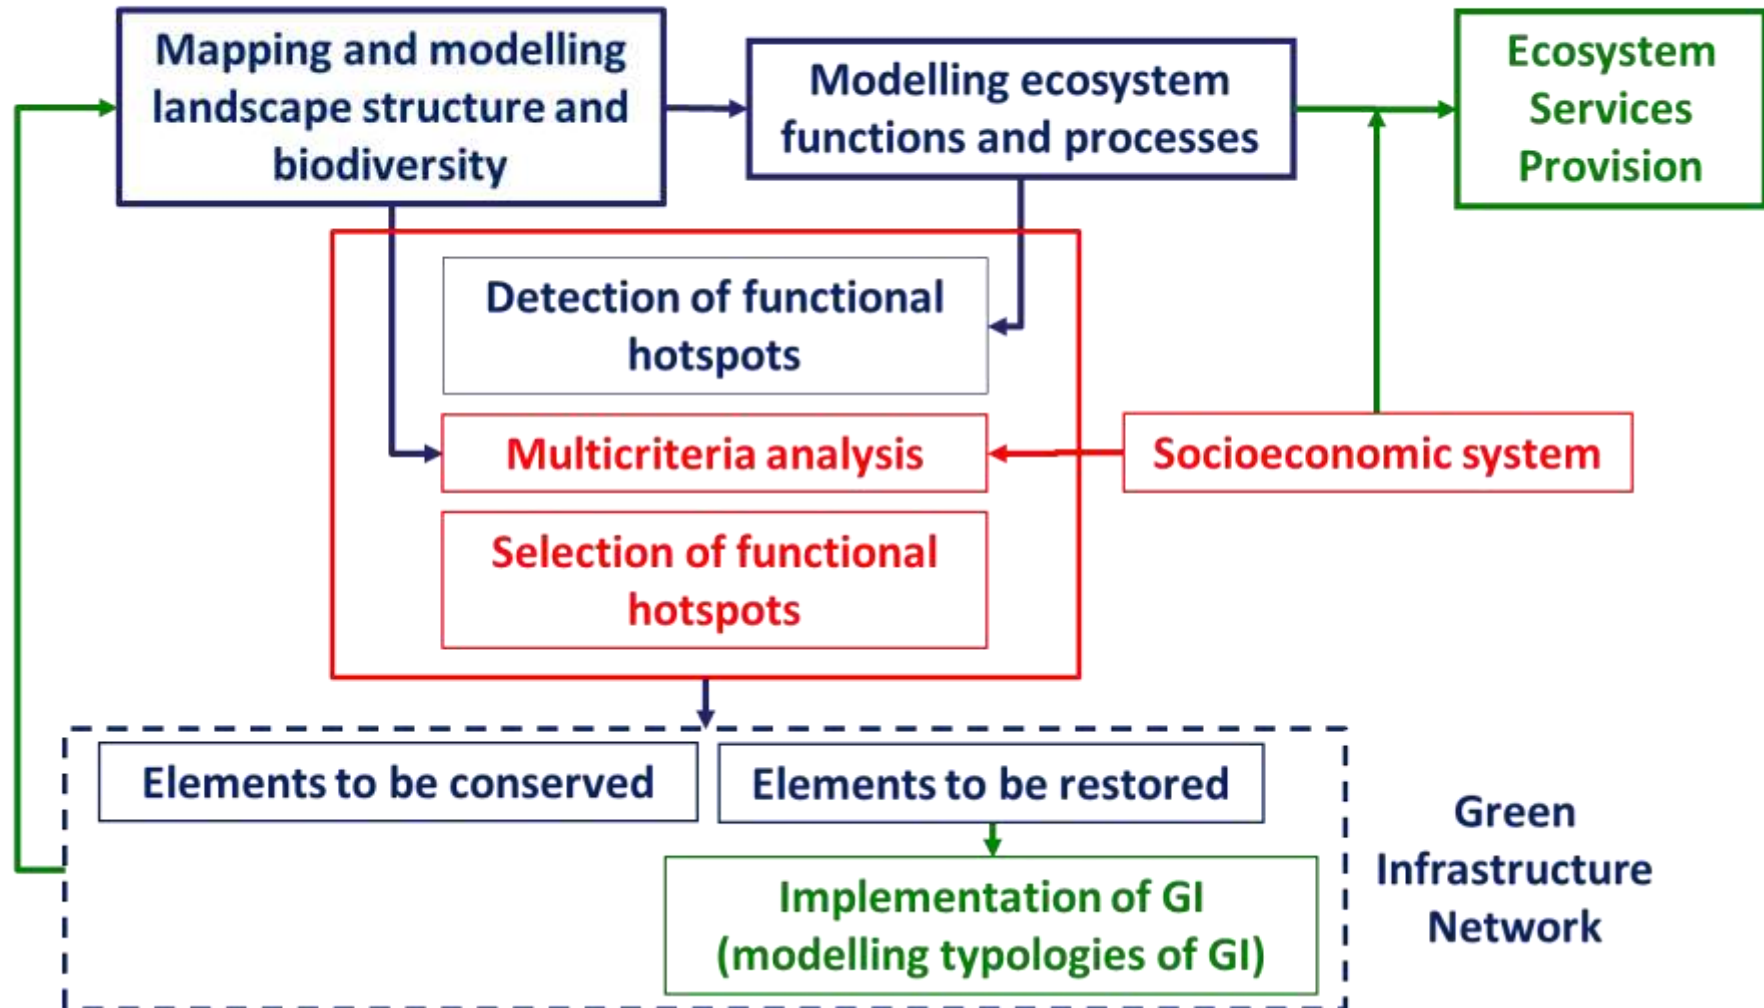 Mapping and modelling
landscape structure and
biodiversity
Modelling ecosystem
functions and processes
Ecosystem
Services
Provision
Detection of functional
hotspots
Multicriteria analysis
Socioeconomic system
Selection of functional
hotspots
Elements to be conserved
Elements to be restored
Implementation of GI
(modelling typologies of GI)
Green
Infrastructure
Network